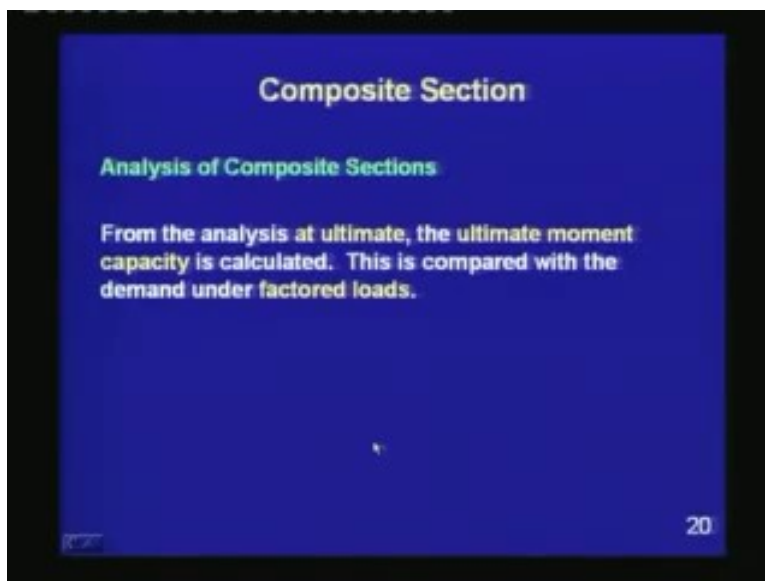 Composite Section
Analysis of Composite Sections
From the analysis at ultimate, the ultimate moment
capacity is calculated. This is compared with the
demand under factored loads.
20